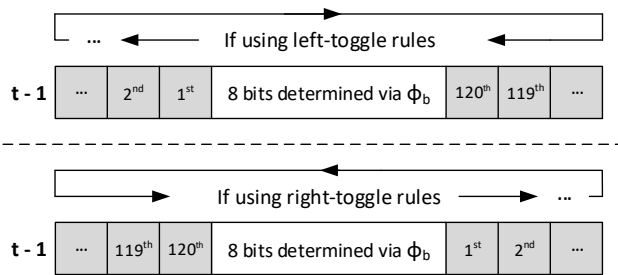 ... If using left-toggle rules
t - 1 ... 2nd 1st 8 bits determined via ϕb 120th 119th ...
If using right-toggle rules ...
t - 1 ... 119th 120th 8 bits determined via ϕb 1st 2nd ...